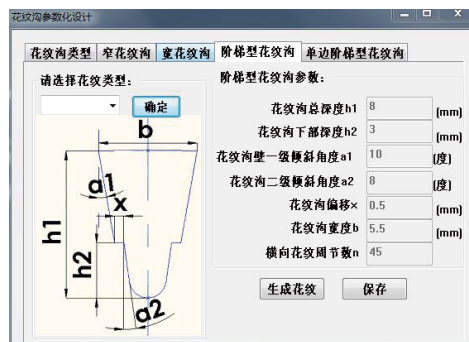 花纹沟参数化设计
花纹沟类型 窄花纹沟 宽花纹沟 阶梯型花纹沟 单边阶梯型花纹沟
请选择花纹类型:
确定
b
a1
x
h1
h2
a2
阶梯型花纹沟参数:
花纹沟总深度h1 8 (mm)
花纹沟下部深度h2 3 (mm)
花纹沟壁一级倾斜角度a1 10 (度)
花纹沟二级倾斜角度a2 8 (度)
花纹沟偏移x 0.5 (mm)
花纹沟宽度b 5.5 (mm)
横向花纹周节数n 45
生成花纹 保存